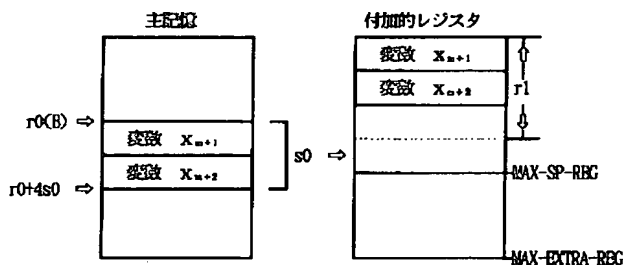 主記憶
付加的レジスタ
変数 Xₘ₊₁
変数 Xₘ₊₂
r1
r0(B) ⇨
変数 Xₘ₊₁
変数 Xₘ₊₂
s0 ⇨
r0+4s0 ⇨
MAX-SP-REG
MAX-EXTRA-REG